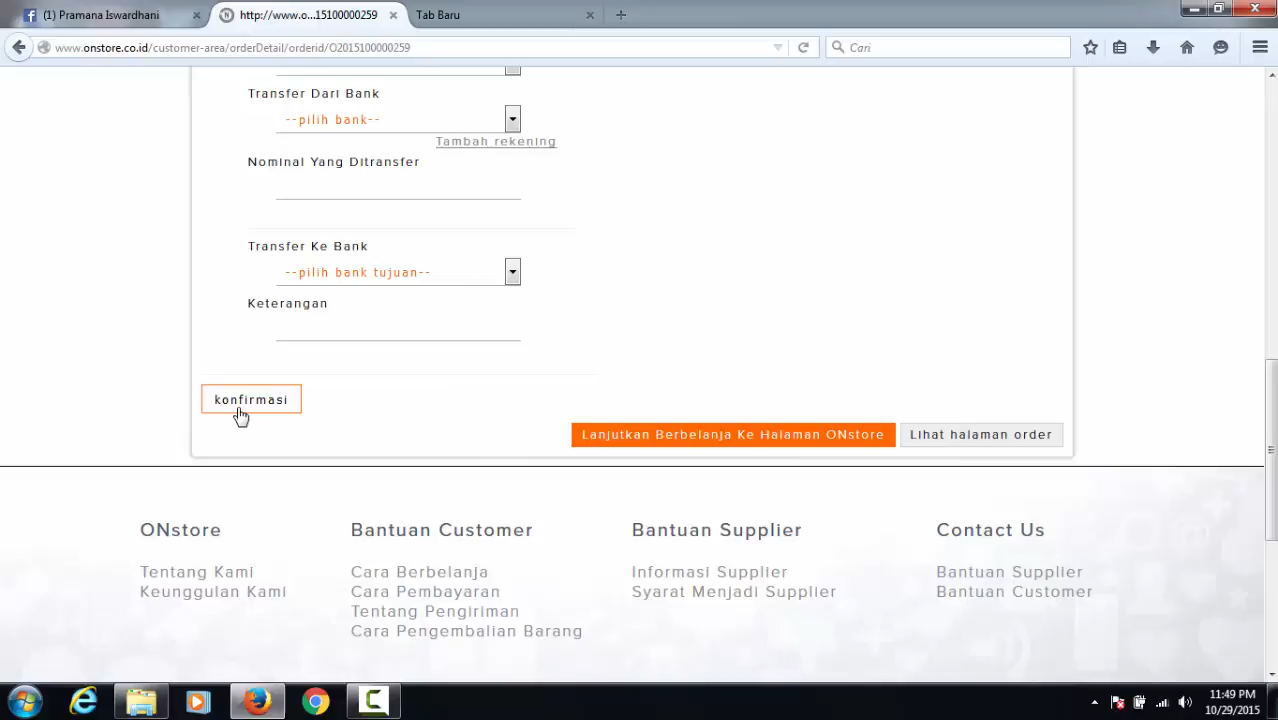 (1) Pramana Iswardhani
http://www.o...15100000259
Tab Baru
www.onstore.co.id/customer-area/orderDetail/orderid/O2015100000259
Cari
Transfer Dari Bank
--pilih bank--
Tambah rekening
Nominal Yang Ditransfer
Transfer Ke Bank
--pilih bank tujuan--
Keterangan
konfirmasi
Lanjutkan Berbelanja Ke Halaman ONstore
Lihat halaman order
ONstore
Tentang Kami
Keunggulan Kami
Bantuan Customer
Cara Berbelanja
Cara Pembayaran
Tentang Pengiriman
Cara Pengembalian Barang
Bantuan Supplier
Informasi Supplier
Syarat Menjadi Supplier
Contact Us
Bantuan Supplier
Bantuan Customer
11:49 PM
10/29/2015